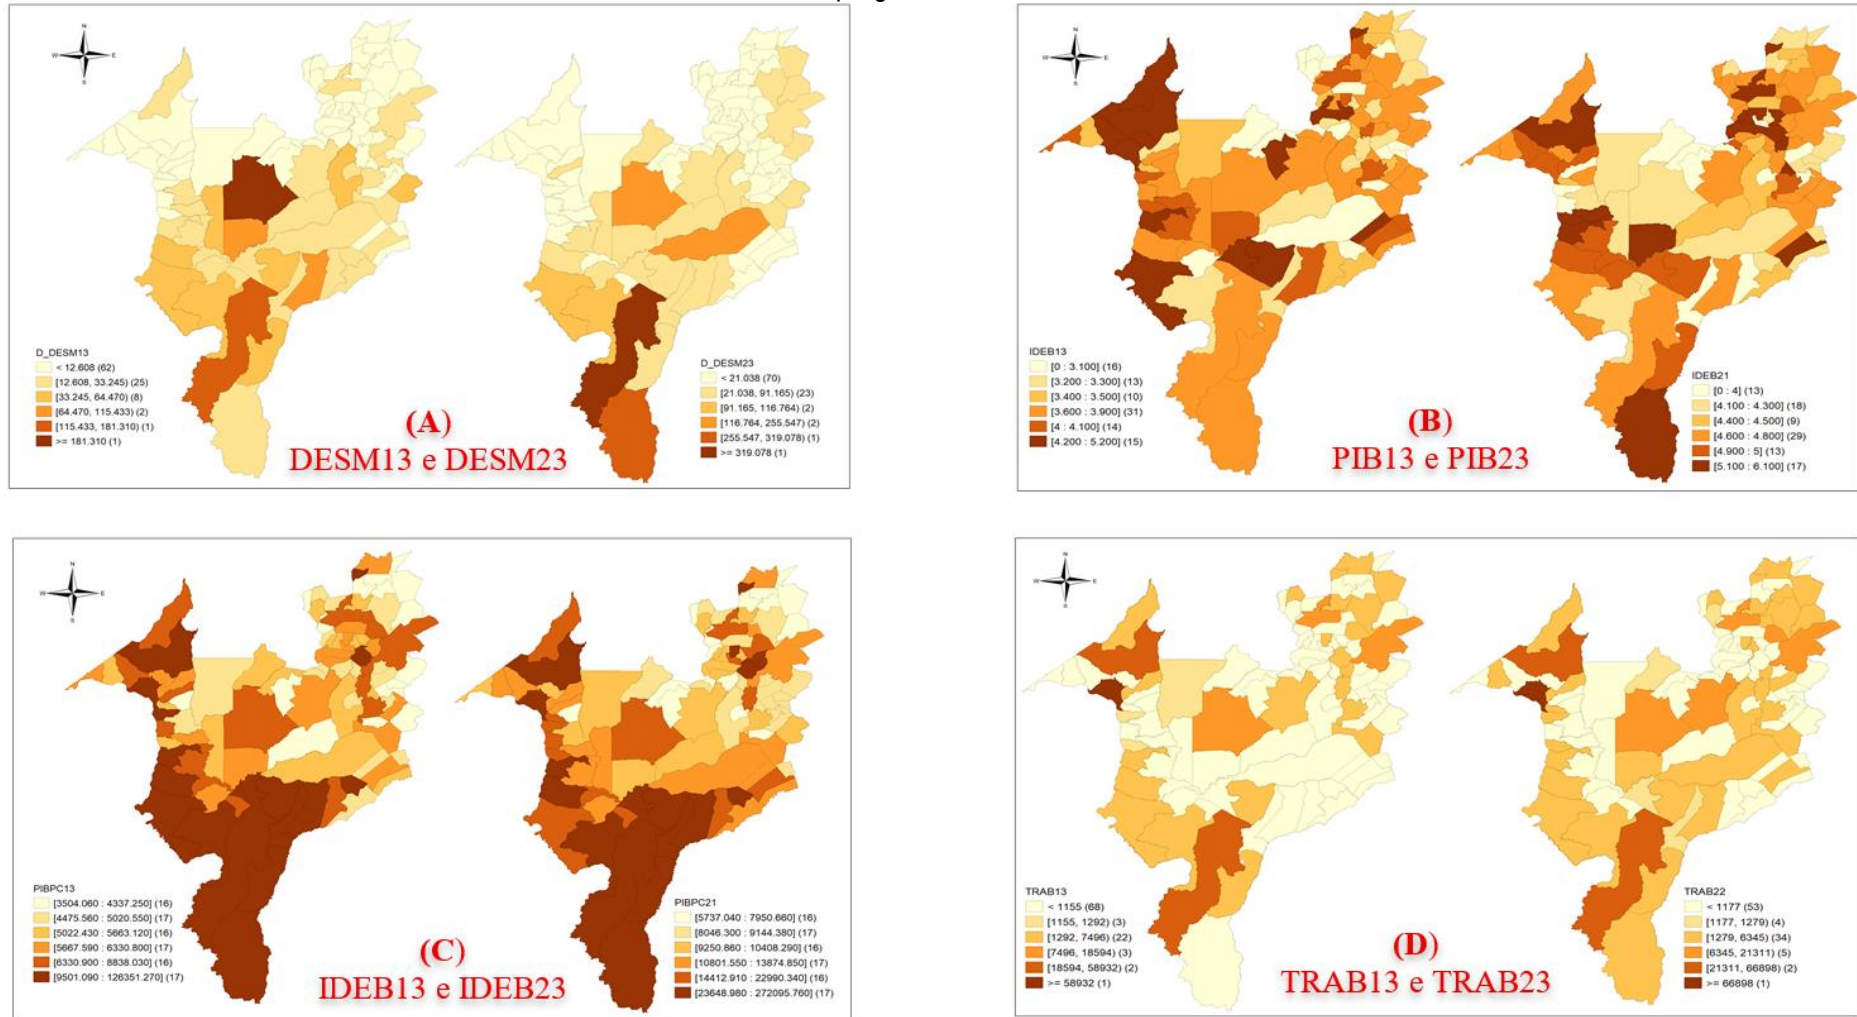 N
W
E
S
D_DESM13
< 12.608 (62)
[12.608, 33.245) (25)
[33.245, 64.470) (8)
[64.470, 115.433) (2)
[115.433, 181.310) (1)
>= 181.310 (1)
D_DESM23
< 21.038 (70)
[21.038, 91.165) (23)
[91.165, 116.764) (2)
[116.764, 255.547) (2)
[255.547, 319.078) (1)
>= 319.078 (1)
(A)
DESM13 e DESM23
N
W
E
S
IDEB13
[0 : 3.100] (16)
[3.200 : 3.300] (13)
[3.400 : 3.500] (10)
[3.600 : 3.900] (31)
[4 : 4.100] (14)
[4.200 : 5.200] (15)
IDEB21
[0 : 4] (13)
[4.100 : 4.300] (18)
[4.400 : 4.500] (9)
[4.600 : 4.800] (29)
[4.900 : 5] (13)
[5.100 : 6.100] (17)
(B)
PIB13 e PIB23
N
W
E
S
PIBPC13
[3504.060 : 4337.250] (16)
[4475.560 : 5020.550] (17)
[5022.430 : 5663.120] (16)
[5667.590 : 6330.800] (17)
[6330.900 : 8838.030] (16)
[9501.090 : 126351.270] (17)
PIBPC21
[5737.040 : 7950.660] (16)
[8046.300 : 9144.380] (17)
[9250.860 : 10408.290] (16)
[10801.550 : 13874.850] (17)
[14412.910 : 22990.340] (16)
[23648.980 : 272095.760] (17)
(C)
IDEB13 e IDEB23
N
W
E
S
TRAB13
< 1155 (68)
[1155, 1292) (3)
[1292, 7496) (22)
[7496, 18594) (3)
[18594, 58932) (2)
>= 58932 (1)
TRAB22
< 1177 (53)
[1177, 1279) (4)
[1279, 6345) (34)
[6345, 21311) (5)
[21311, 66898) (2)
>= 66898 (1)
(D)
TRAB13 e TRAB23